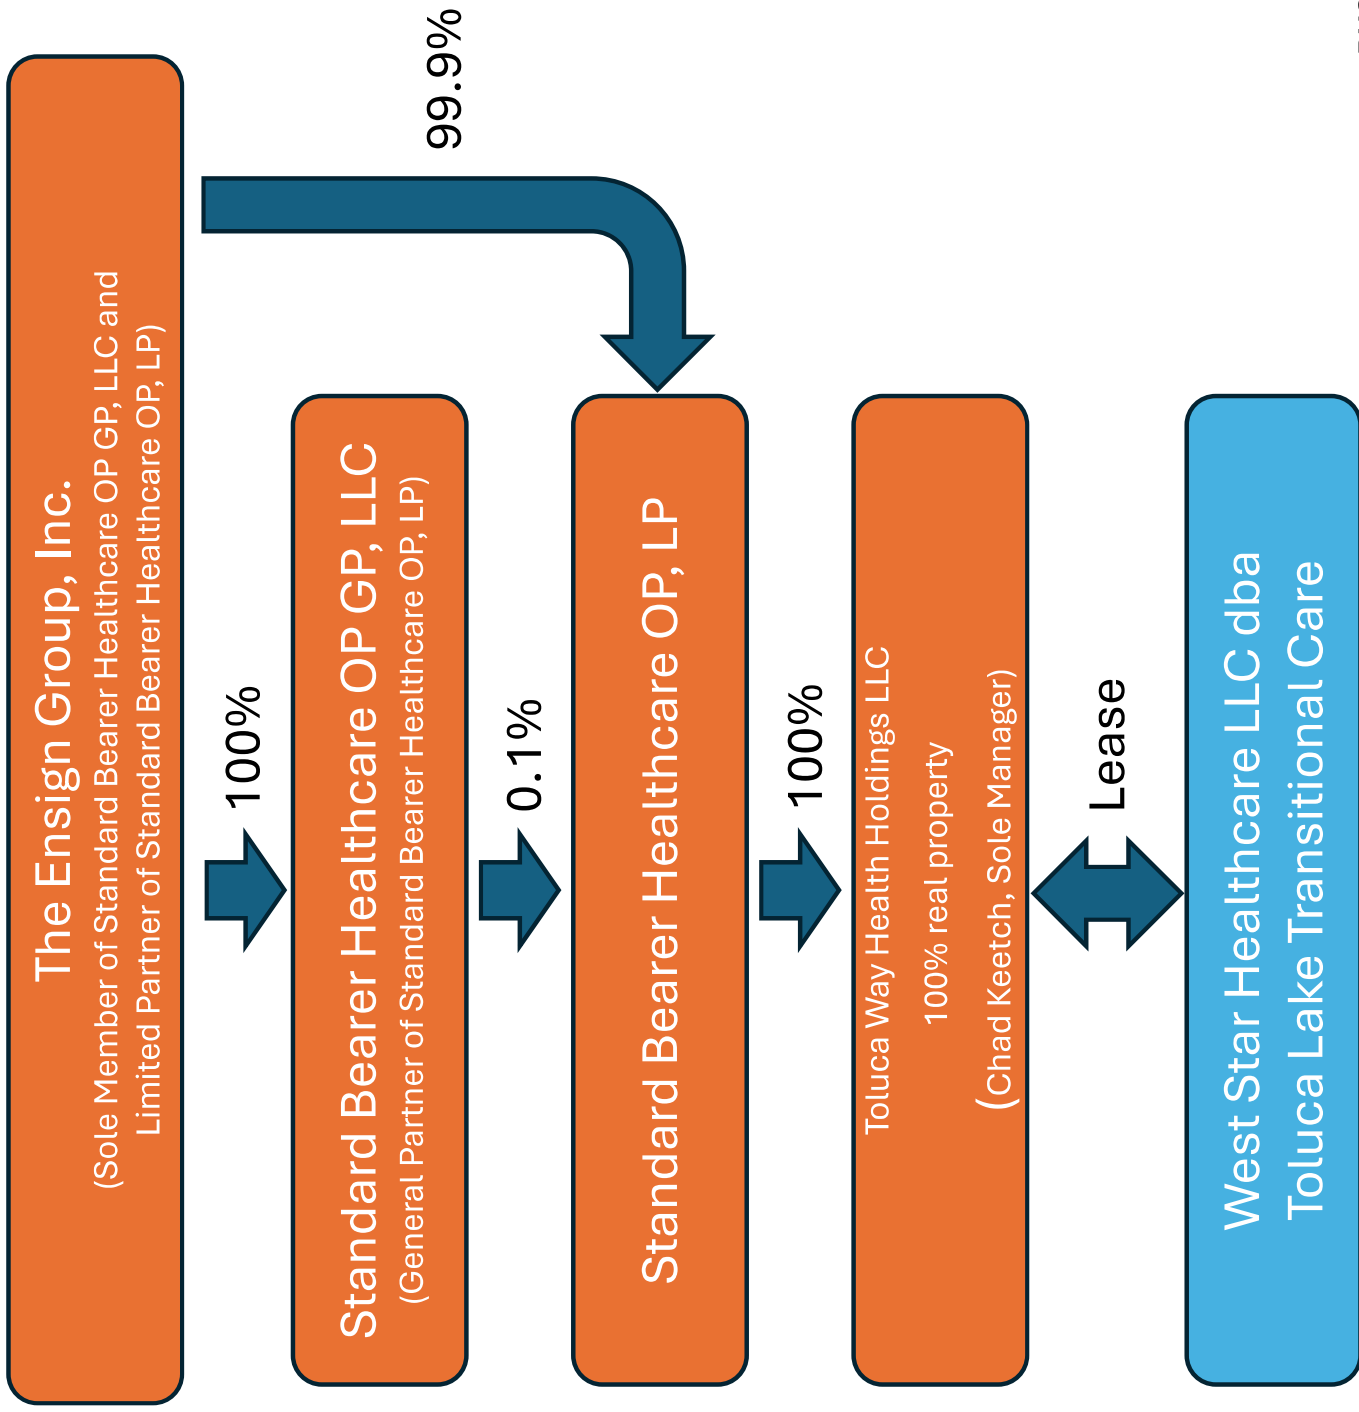 The Ensign Group, Inc.
(Sole Member of Standard Bearer Healthcare OP GP, LLC and
Limited Partner of Standard Bearer Healthcare OP, LP)
100%
99.9%
Standard Bearer Healthcare OP GP, LLC
(General Partner of Standard Bearer Healthcare OP, LP)
0.1%
Standard Bearer Healthcare OP, LP
100%
Toluca Way Health Holdings LLC
100% real property
(Chad Keetch, Sole Manager)
Lease
West Star Healthcare LLC dba
Toluca Lake Transitional Care